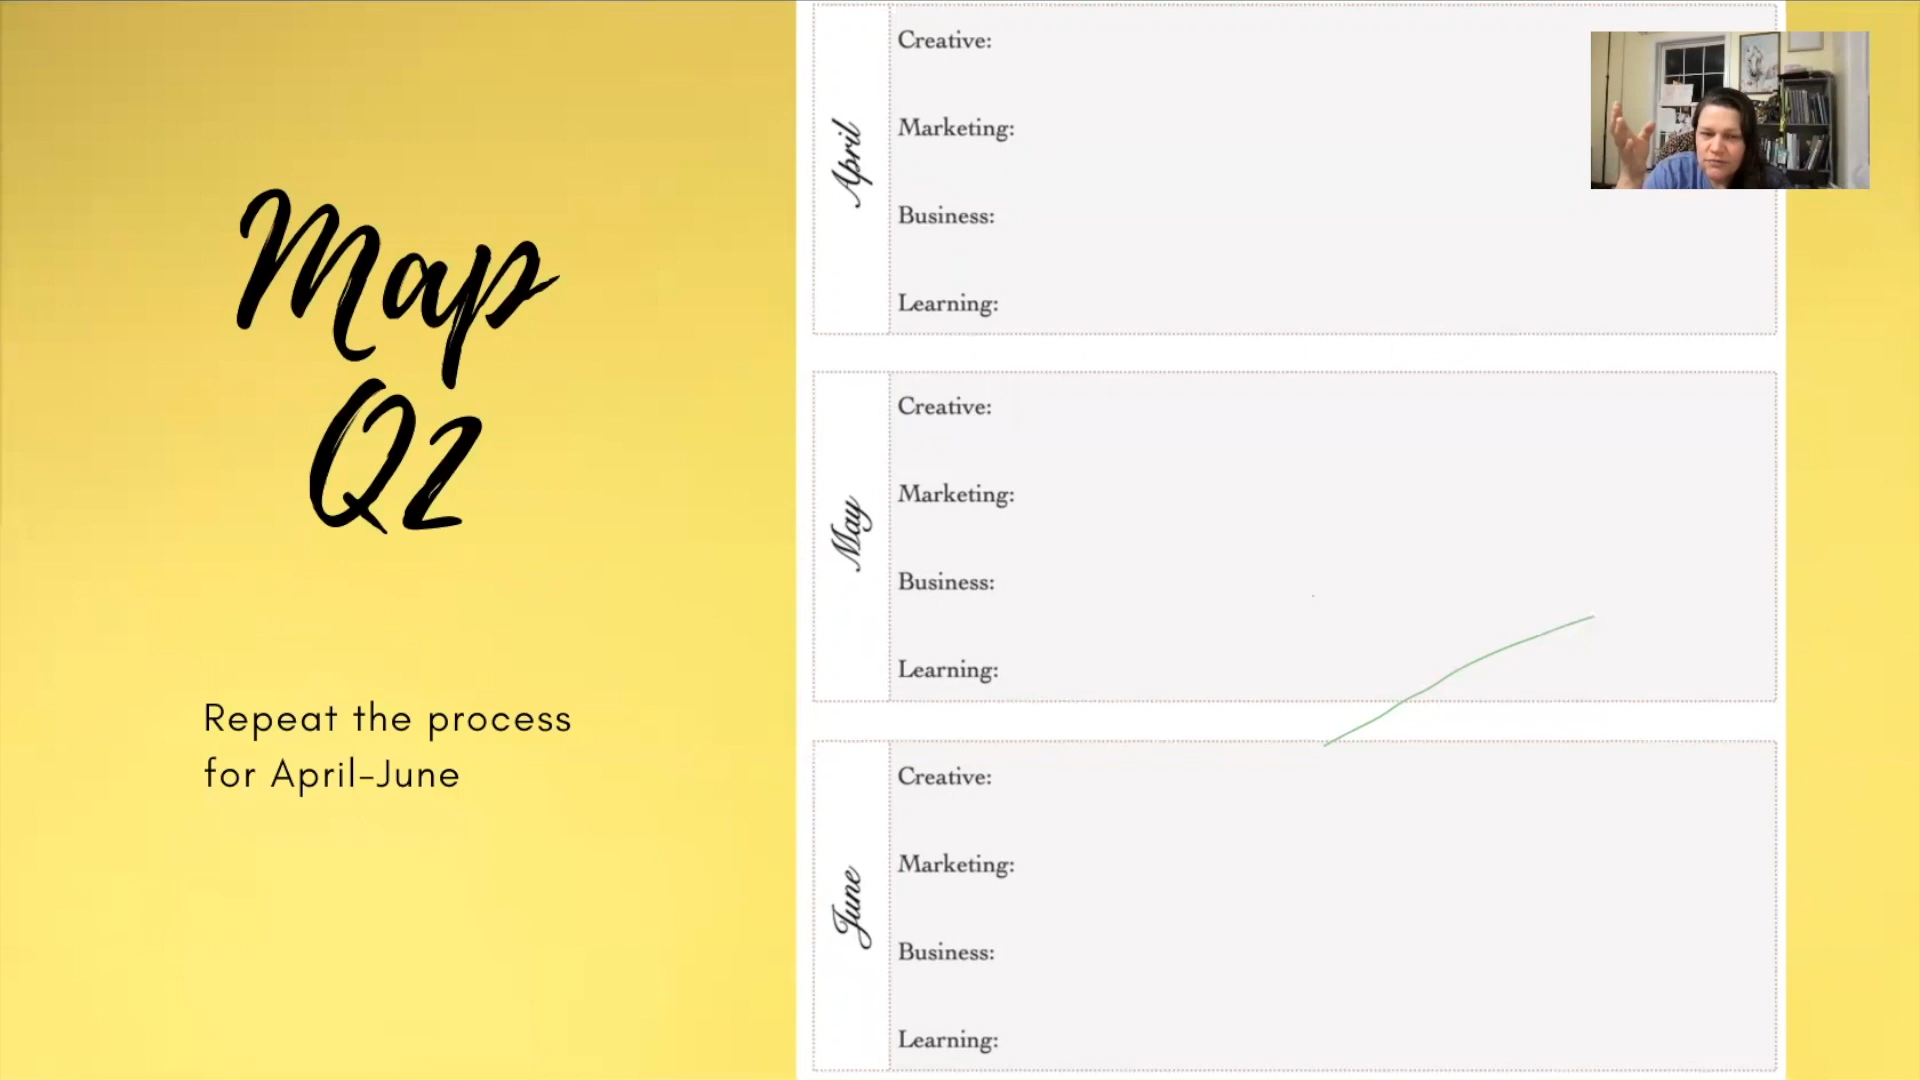 Map
Q2
Repeat the process
for April-June
April
Creative:
Marketing:
Business:
Learning:
May
Creative:
Marketing:
Business:
Learning:
June
Creative:
Marketing:
Business:
Learning: